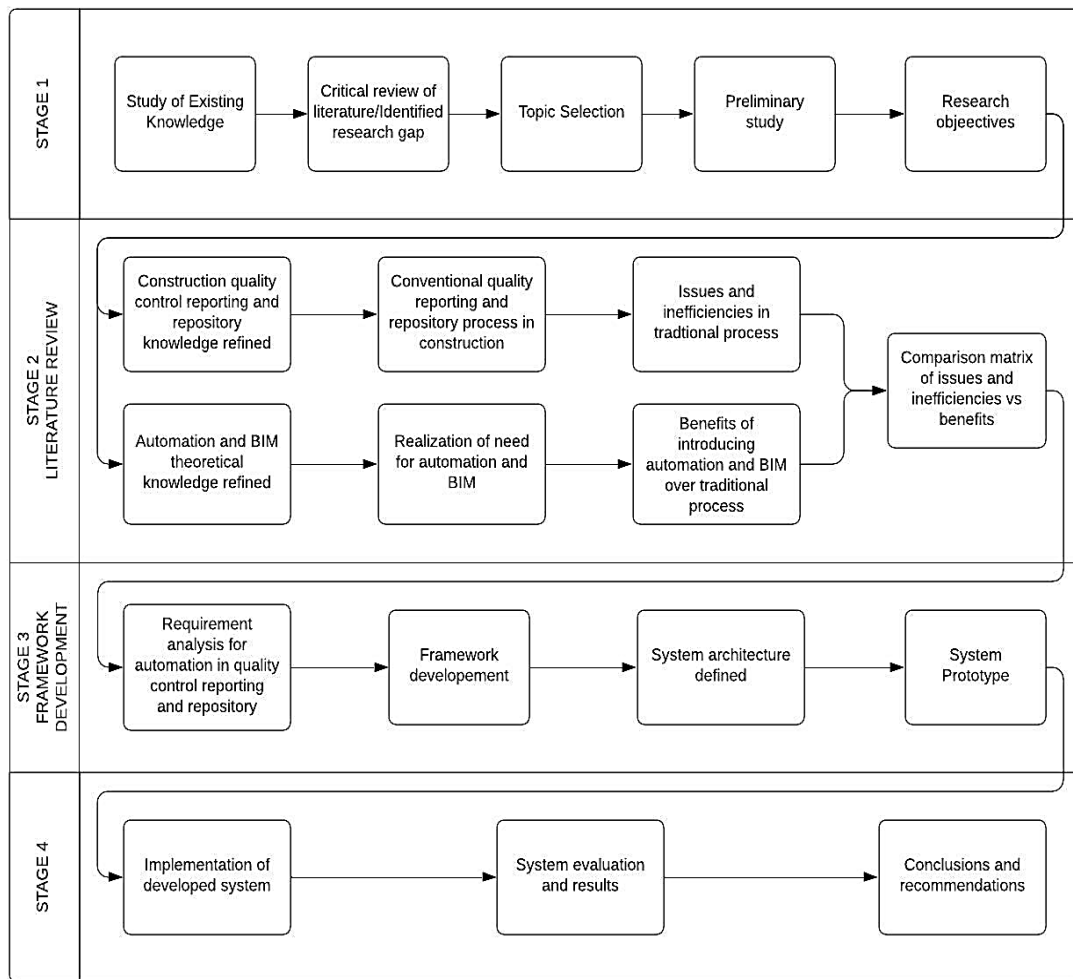 STAGE 1
Study of Existing
Knowledge
Critical review of
literature/Identified
research gap
Topic Selection
Preliminary
study
Research
objeectives
STAGE 2
LITERATURE REVIEW
Construction quality
control reporting and
repository
knowledge refined
Conventional quality
reporting and
repository process in
construction
Issues and
inefficiencies in
tradtional process
Automation and BIM
theoretical
knowledge refined
Realization of need
for automation and
BIM
Benefits of
introducing
automation and BIM
over traditional
process
Comparison matrix
of issues and
inefficiencies vs
benefits
STAGE 3
FRAMEWORK
DEVELOPMENT
Requirement
analysis for
automation in quality
control reporting
and repository
Framework
developement
System architecture
defined
System
Prototype
STAGE 4
Implementation of
developed system
System evaluation
and results
Conclusions and
recommendations